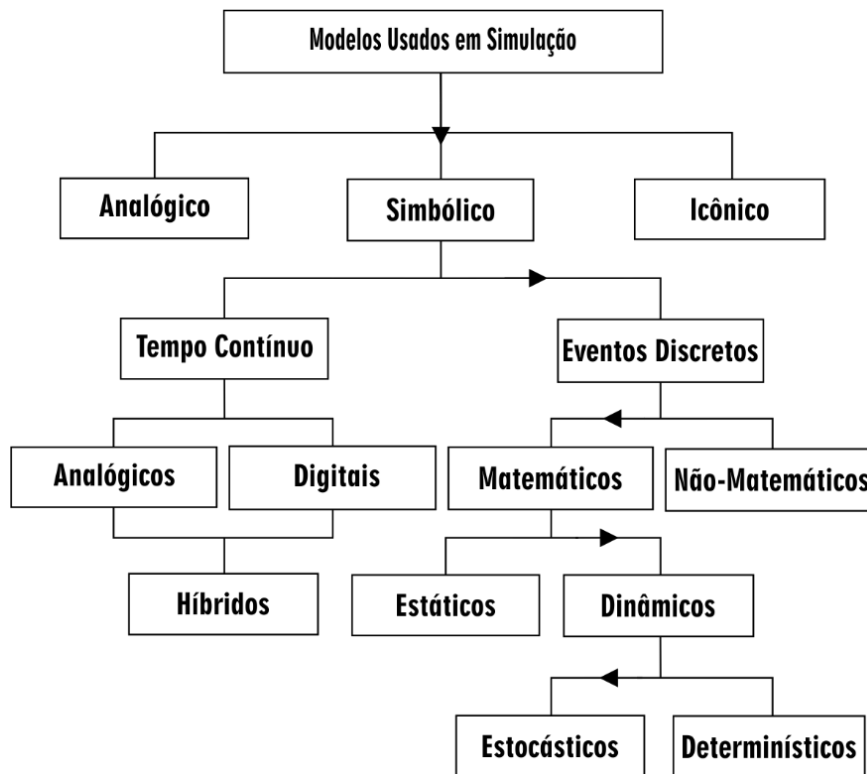 Modelos Usados em Simulação
Analógico
Simbólico
Icônico
Tempo Contínuo
Eventos Discretos
Analógicos
Digitais
Matemáticos
Não-Matemáticos
Híbridos
Estáticos
Dinâmicos
Estocásticos
Determinísticos